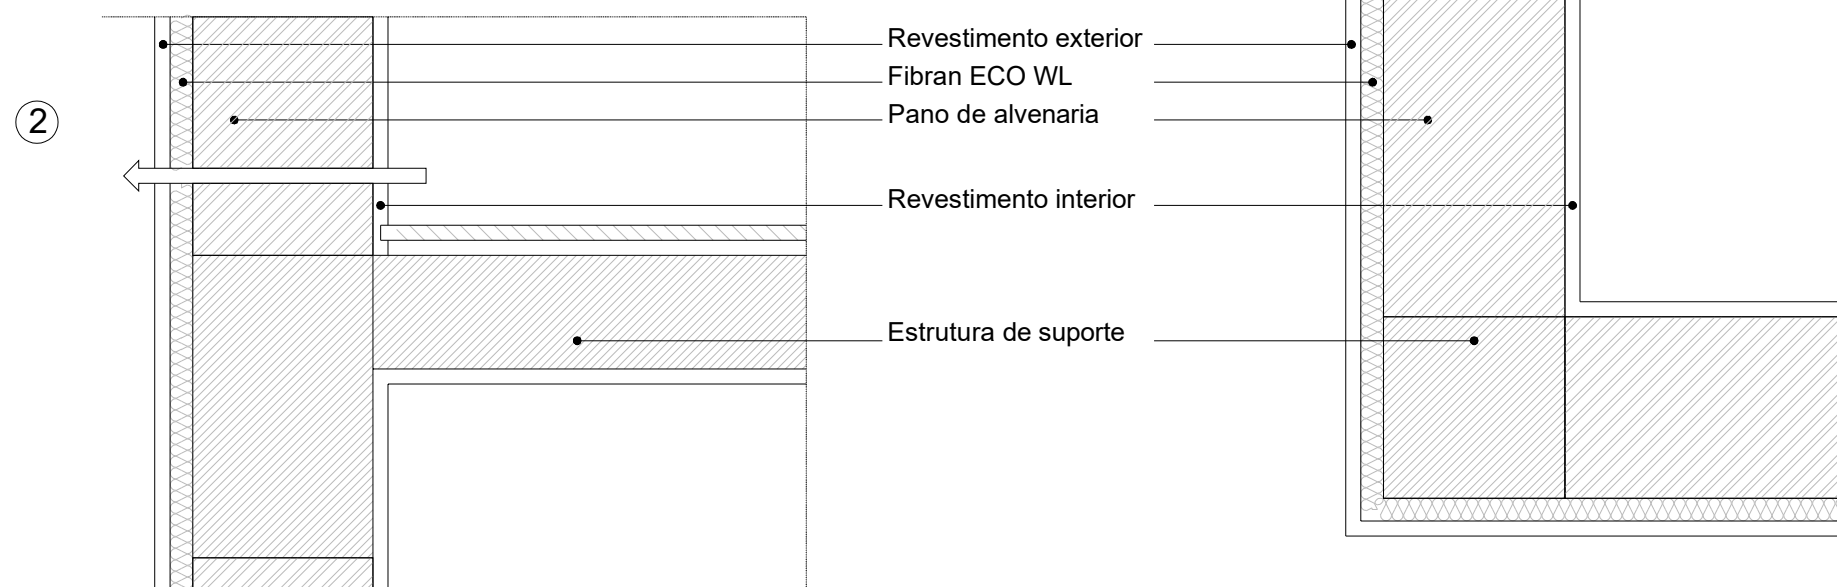 Revestimento exterior
Fibran ECO WL
Pano de alvenaria
2
Revestimento interior
Estrutura de suporte